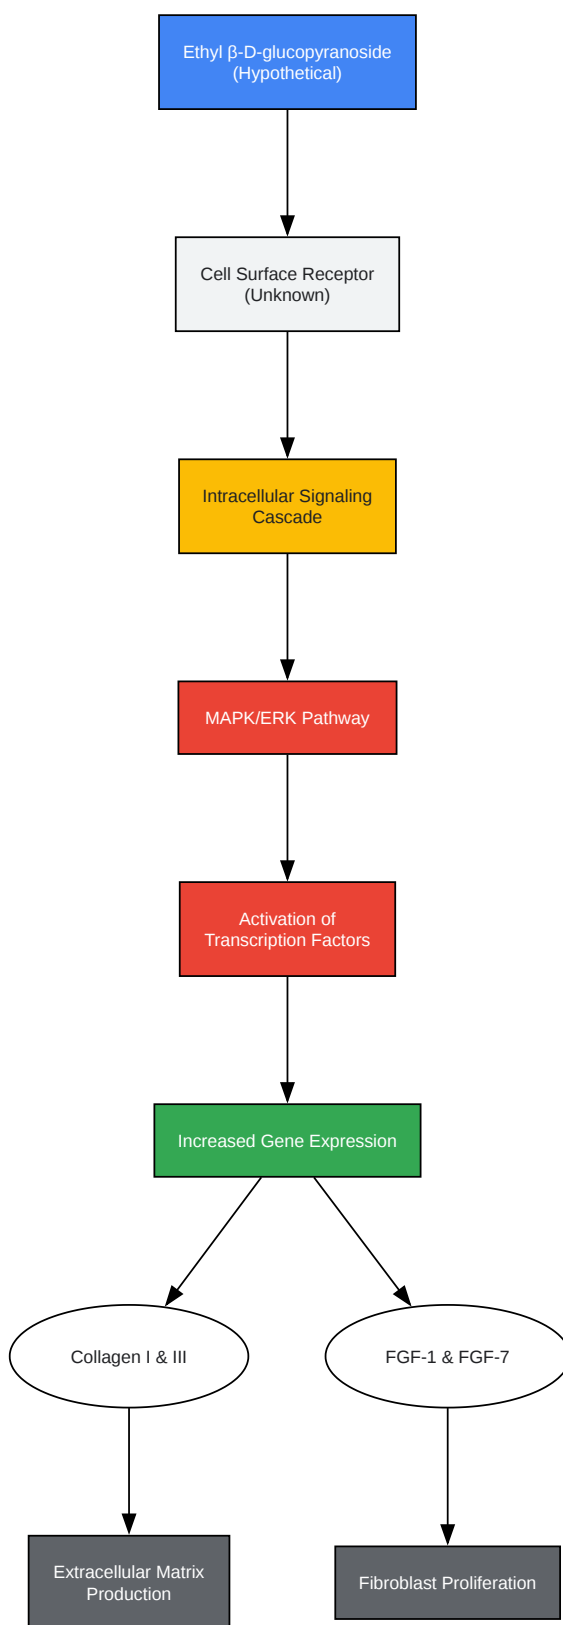 Ethyl β-D-glucopyranoside
(Hypothetical)
Cell Surface Receptor
(Unknown)
Intracellular Signaling
Cascade
MAPK/ERK Pathway
Activation of
Transcription Factors
Increased Gene Expression
Collagen I & III
FGF-1 & FGF-7
Extracellular Matrix
Production
Fibroblast Proliferation